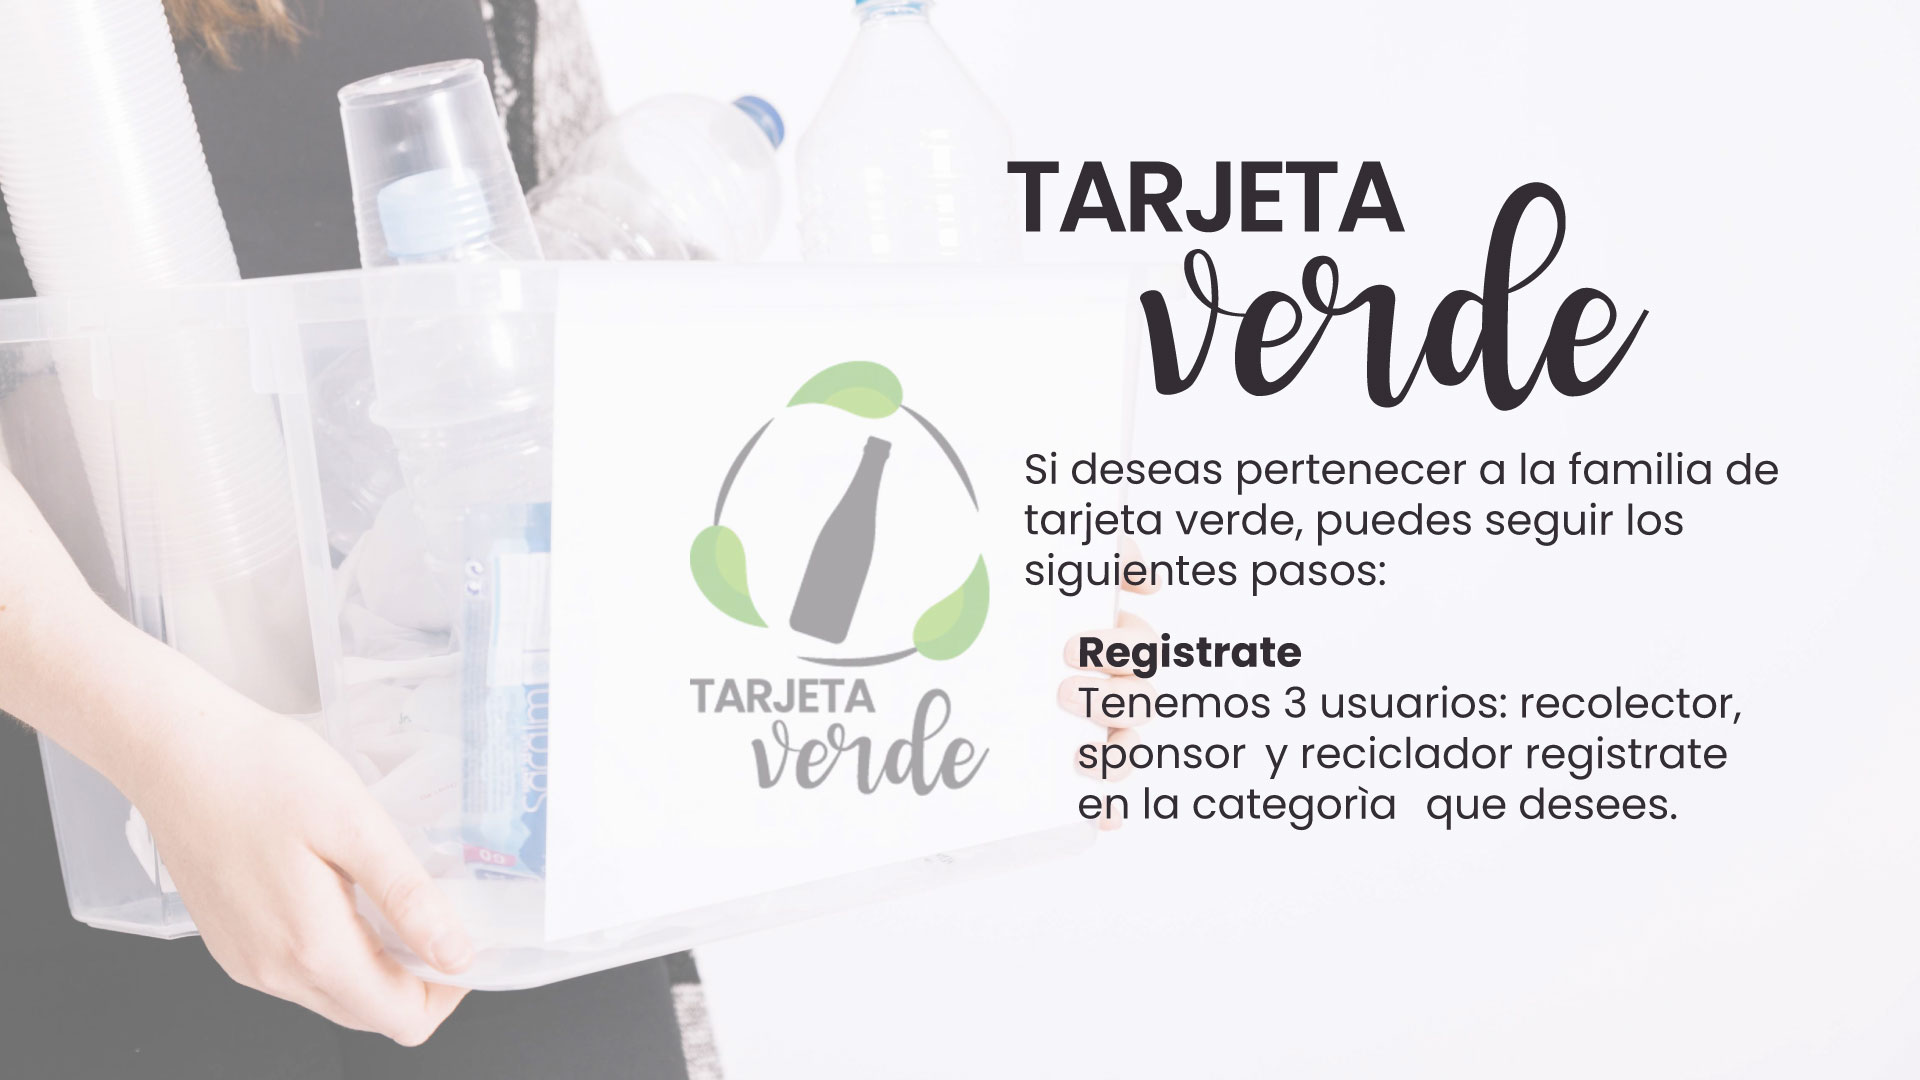 TARJETA
verde
Si deseas pertenecer a la familia de
tarjeta verde, puedes seguir los
siguientes pasos:
Registrate
Tenemos 3 usuarios: recolector,
sponsor y reciclador registrate
en la categorìa que desees.
TARJETA
verde